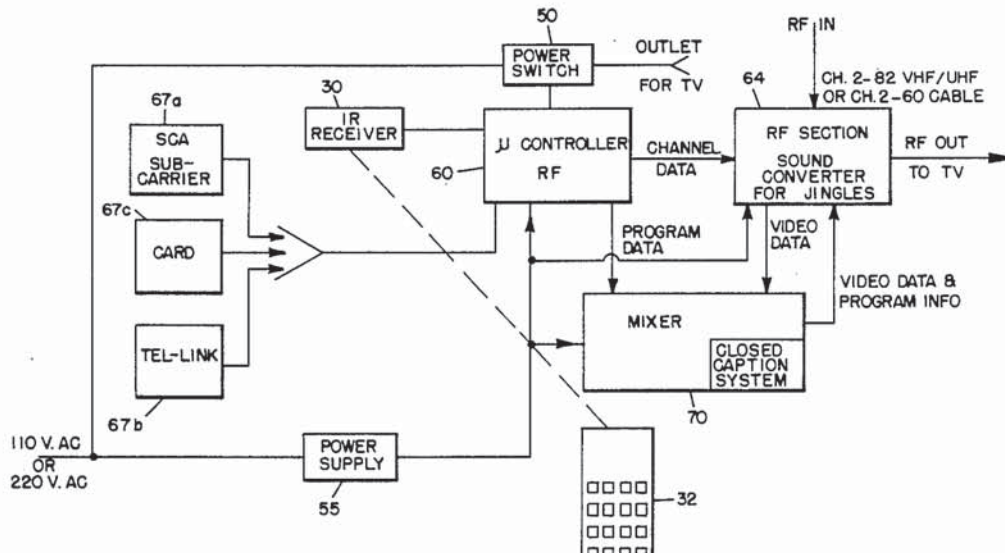 50
POWER
SWITCH
OUTLET
FOR TV
RF IN
64
CH. 2-82 VHF/UHF
OR CH. 2-60 CABLE
67a
SCA
SUB-
CARRIER
30
IR
RECEIVER
60
µ CONTROLLER
RF
CHANNEL
DATA
RF SECTION
SOUND
CONVERTER
FOR JINGLES
RF OUT
TO TV
67c
CARD
PROGRAM
DATA
VIDEO
DATA
VIDEO DATA &
PROGRAM INFO
MIXER
CLOSED
CAPTION
SYSTEM
70
TEL-LINK
67b
110 V. AC
OR
220 V. AC
POWER
SUPPLY
55
32